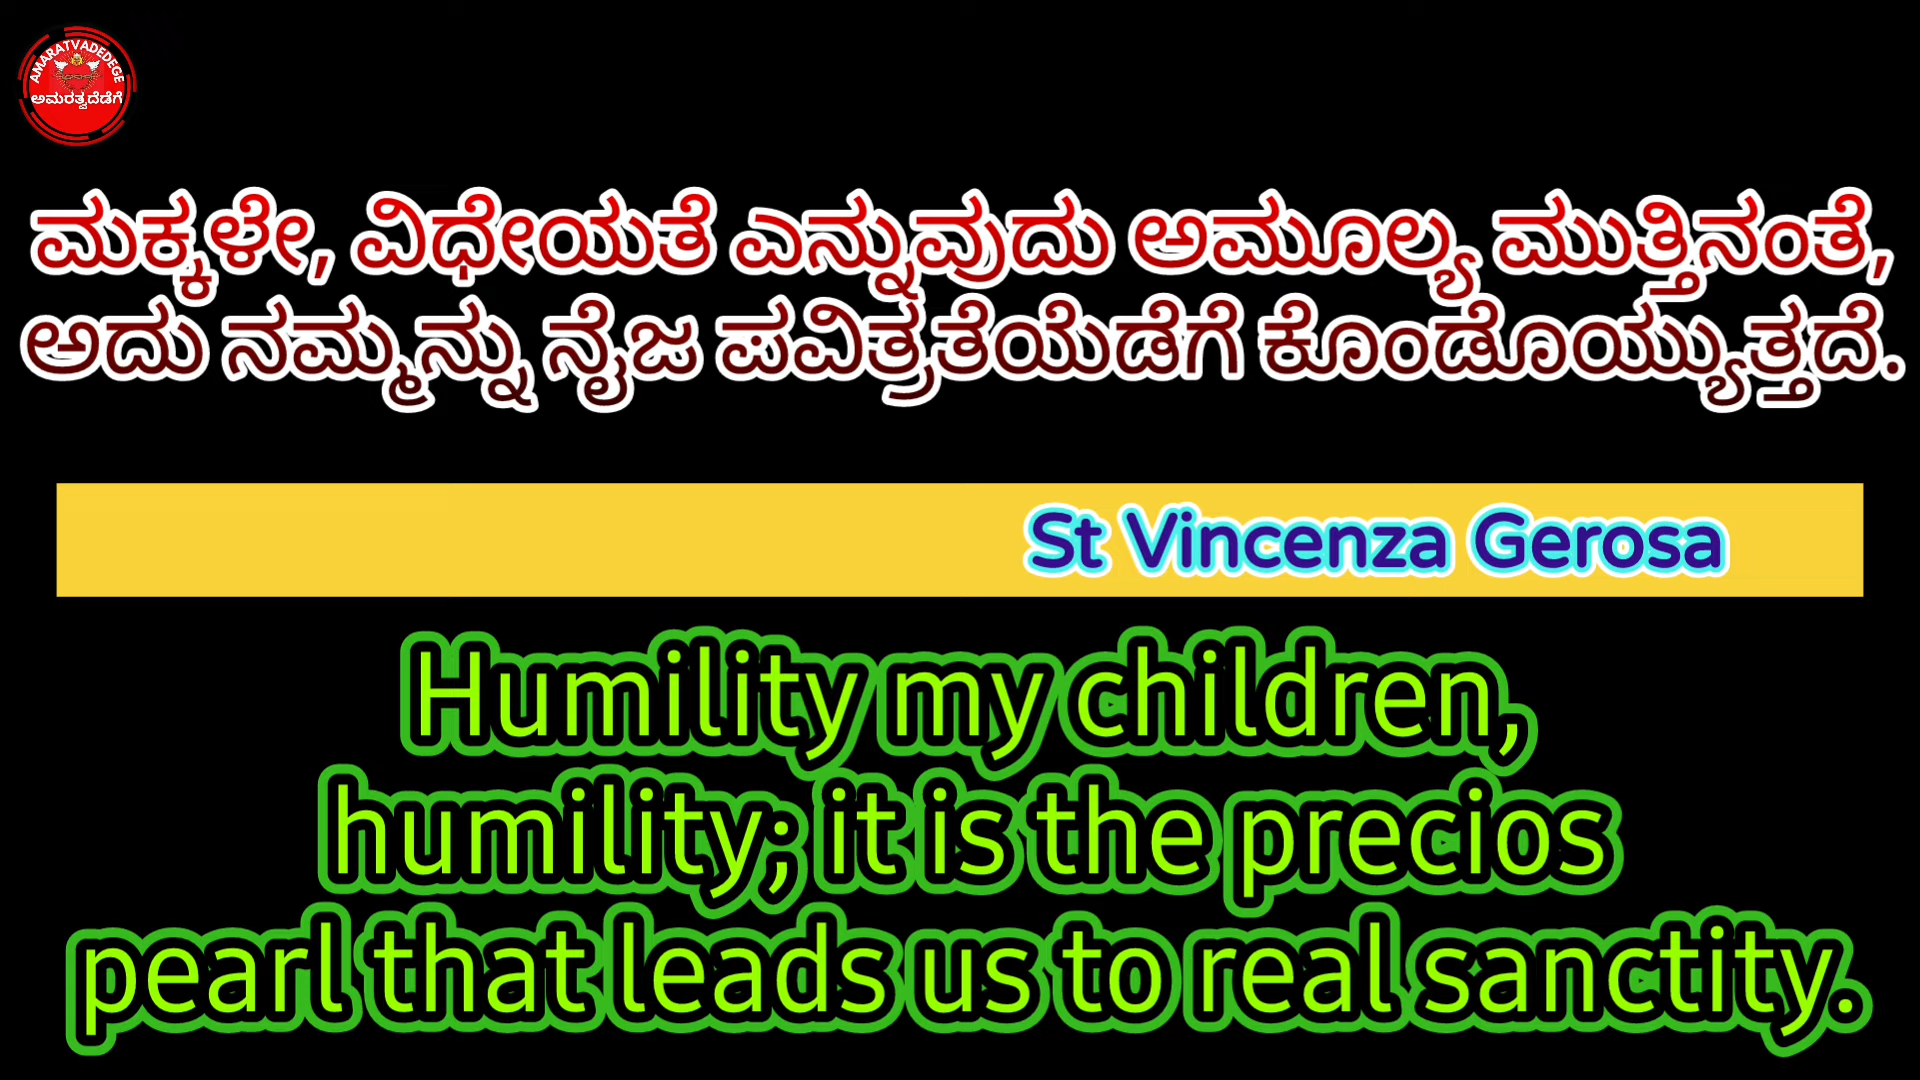 AMARATVADEDEGE
ಅಮರತ್ವದೆಡೆಗೆ
ಮಕ್ಕಳೇ, ವಿಧೇಯತೆ ಎನ್ನುವುದು ಅಮೂಲ್ಯ ಮುತ್ತಿನಂತೆ,
ಅದು ನಮ್ಮನ್ನು ನೈಜ ಪವಿತ್ರತೆಯೆಡೆಗೆ ಕೊಂಡೊಯ್ಯುತ್ತದೆ.
St Vincenza Gerosa
Humility my children,
humility; it is the precios
pearl that leads us to real sanctity.